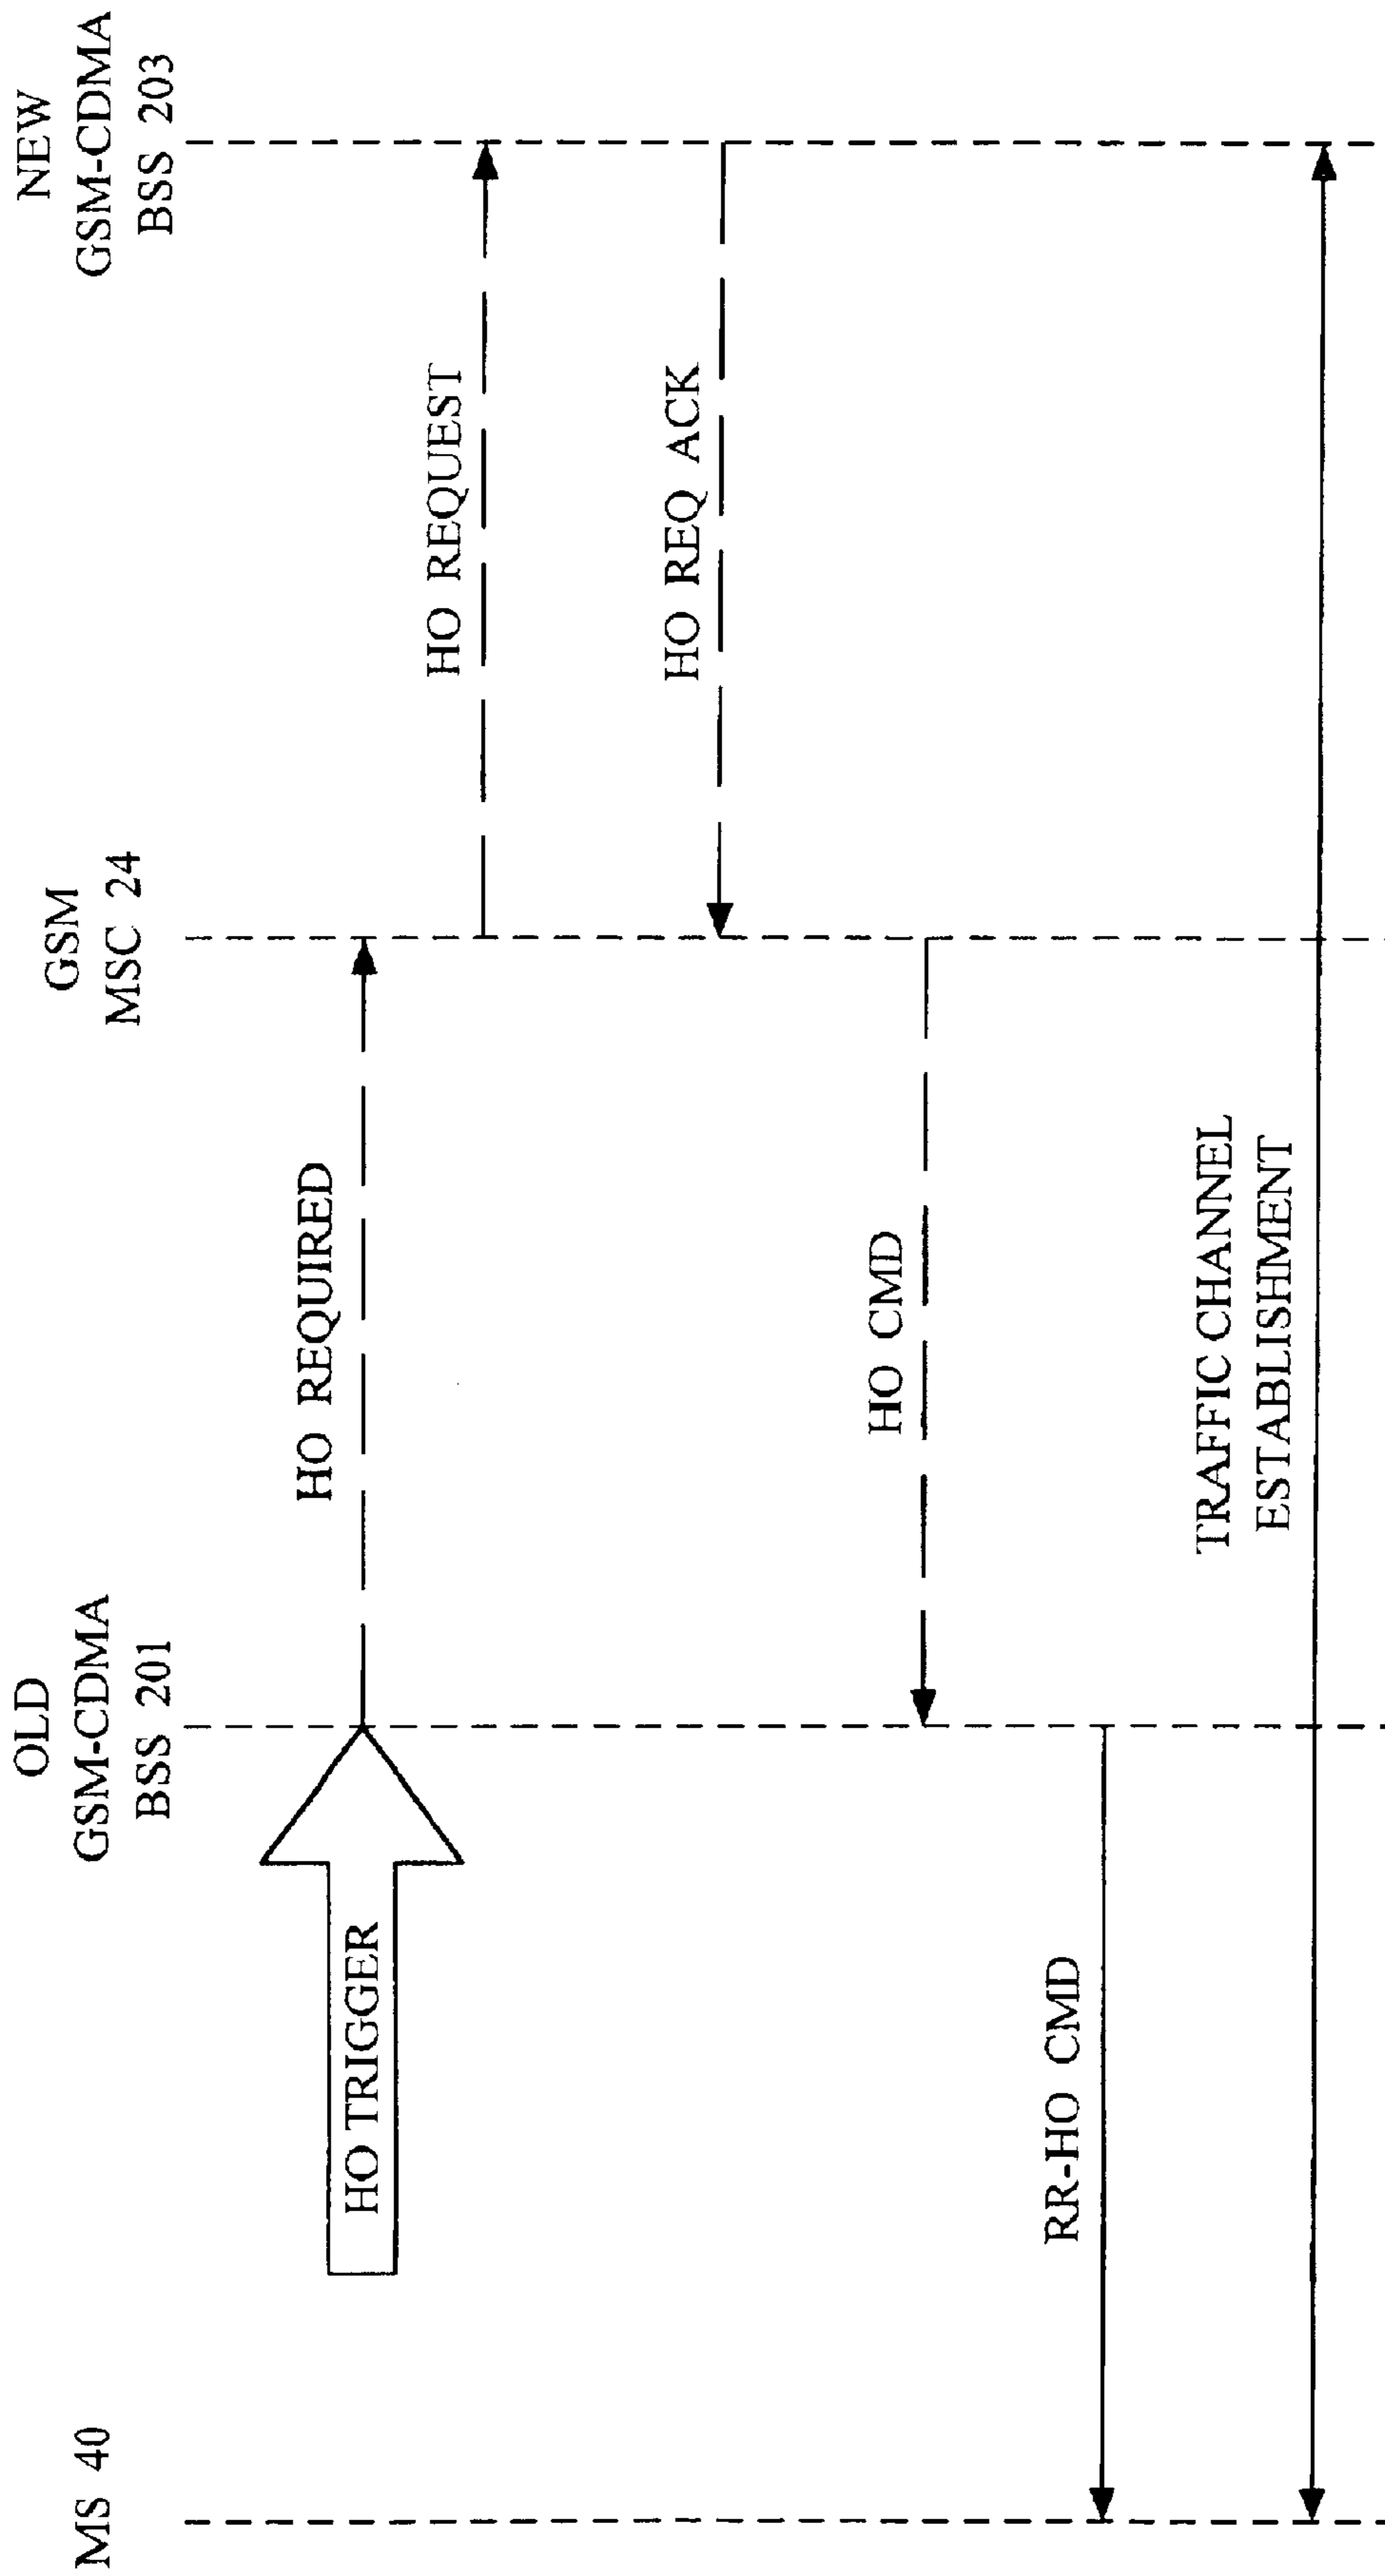 MS 40
OLD
GSM-CDMA
BSS 201
GSM
MSC 24
NEW
GSM-CDMA
BSS 203
HO TRIGGER
HO REQUIRED
HO REQUEST
HO REQ ACK
HO CMD
RR-HO CMD
TRAFFIC CHANNEL
ESTABLISHMENT